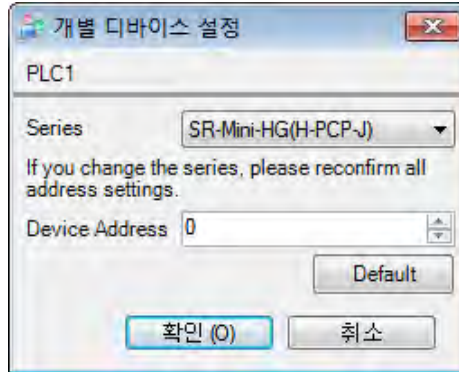 개별 디바이스 설정
PLC1
Series SR-Mini-HG(H-PCP-J)
If you change the series, please reconfirm all
address settings.
Device Address 0
Default
확인 (O) 취소